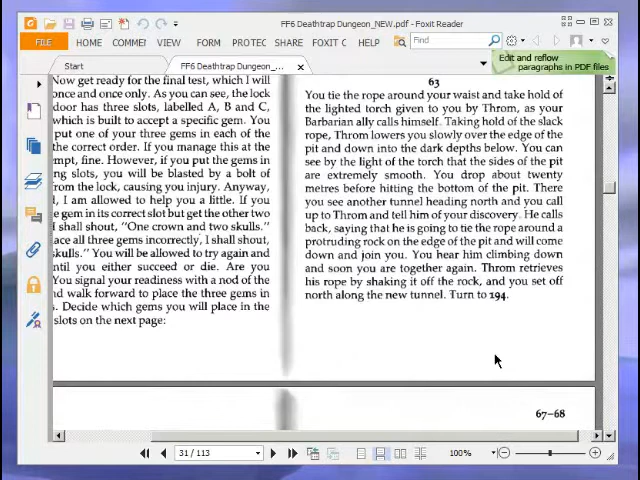 FF6 Deathtrap Dungeon_NEW.pdf - Foxit Reader
FILE HOME COMMEN VIEW FORM PROTEC SHARE FOXIT C HELP Find
Edit and reflow
paragraphs in PDF files
Start FF6 Deathtrap Dungeon_NEW....
Now get ready for the final test, which I will
once and once only. As you can see, the lock
door has three slots, labelled A, B and C,
which is built to accept a specific gem. You
put one of your three gems in each of the
the correct order. If you manage this at the
empt, fine. However, if you put the gems in
ng slots, you will be blasted by a bolt of
rom the lock, causing you injury. Anyway,
I am allowed to help you a little. If you
e gem in its correct slot but get the other two
I shall shout, "One crown and two skulls."
ace all three gems incorrectly, I shall shout,
skulls." You will be allowed to try again and
until you either succeed or die. Are you
You signal your readiness with a nod of the
nd walk forward to place the three gems in
s. Decide which gems you will place in the
slots on the next page:
63
You tie the rope around your waist and take hold of
the lighted torch given to you by Throm, as your
Barbarian ally calls himself. Taking hold of the slack
rope, Throm lowers you slowly over the edge of the
pit and down into the dark depths below. You can
see by the light of the torch that the sides of the pit
are extremely smooth. You drop about twenty
metres before hitting the bottom of the pit. There
you see another tunnel heading north and you call
up to Throm and tell him of your discovery. He calls
back, saying that he is going to tie the rope around a
protruding rock on the edge of the pit and will come
down and join you. You hear him climbing down
and soon you are together again. Throm retrieves
his rope by shaking it off the rock, and you set off
north along the new tunnel. Turn to 194.
67-68
31 / 113
100%